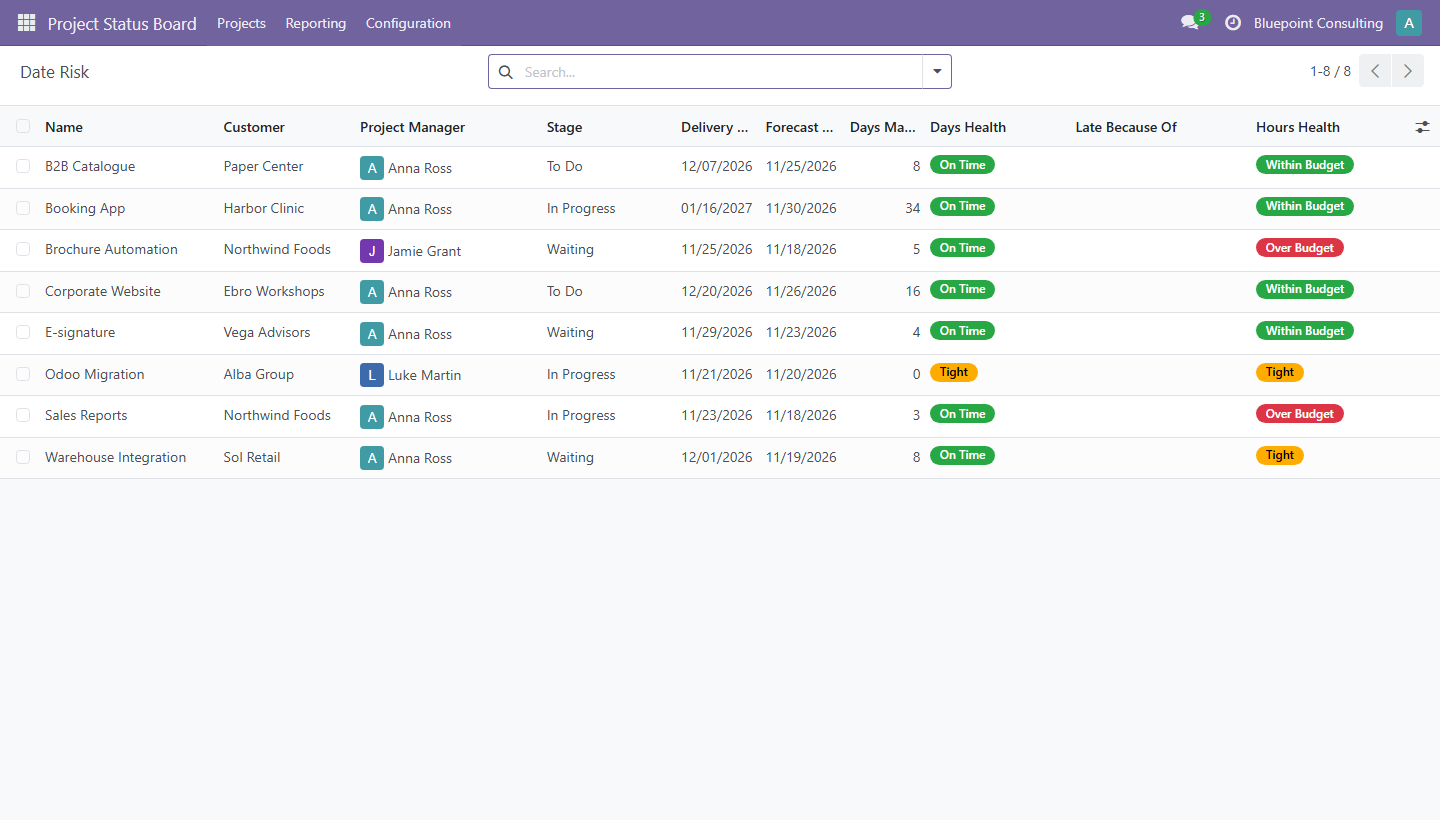 Project Status Board Projects Reporting Configuration 3 Bluepoint Consulting A
Date Risk Search... 1-8 / 8
Name Customer Project Manager Stage Delivery ... Forecast ... Days Ma... Days Health Late Because Of Hours Health
B2B Catalogue Paper Center A Anna Ross To Do 12/07/2026 11/25/2026 8 On Time Within Budget
Booking App Harbor Clinic A Anna Ross In Progress 01/16/2027 11/30/2026 34 On Time Within Budget
Brochure Automation Northwind Foods J Jamie Grant Waiting 11/25/2026 11/18/2026 5 On Time Over Budget
Corporate Website Ebro Workshops A Anna Ross To Do 12/20/2026 11/26/2026 16 On Time Within Budget
E-signature Vega Advisors A Anna Ross Waiting 11/29/2026 11/23/2026 4 On Time Within Budget
Odoo Migration Alba Group L Luke Martin In Progress 11/21/2026 11/20/2026 0 Tight Tight
Sales Reports Northwind Foods A Anna Ross In Progress 11/23/2026 11/18/2026 3 On Time Over Budget
Warehouse Integration Sol Retail A Anna Ross Waiting 12/01/2026 11/19/2026 8 On Time Tight